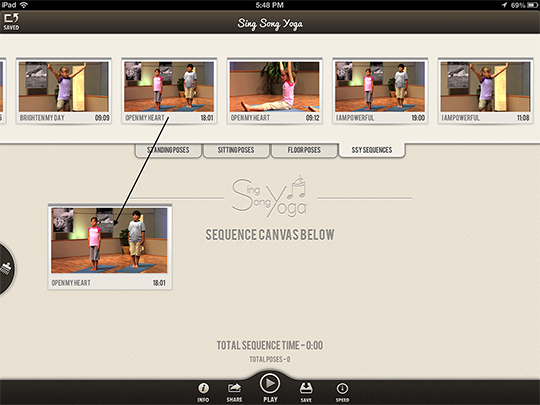 iPad 5:48 PM 69%
SAVED
Sing Song Yoga
BRIGHTEN MY DAY 09:09
OPEN MY HEART 18:01
OPEN MY HEART 09:12
I AM POWERFUL 19:00
I AM POWERFUL 11:08
STANDING POSES SITTING POSES FLOOR POSES SSY SEQUENCES
Sing
Song
Yoga
SEQUENCE CANVAS BELOW
OPEN MY HEART 18:01
TOTAL SEQUENCE TIME - 0:00
TOTAL POSES - 0
INFO SHARE PLAY SAVE SPEED